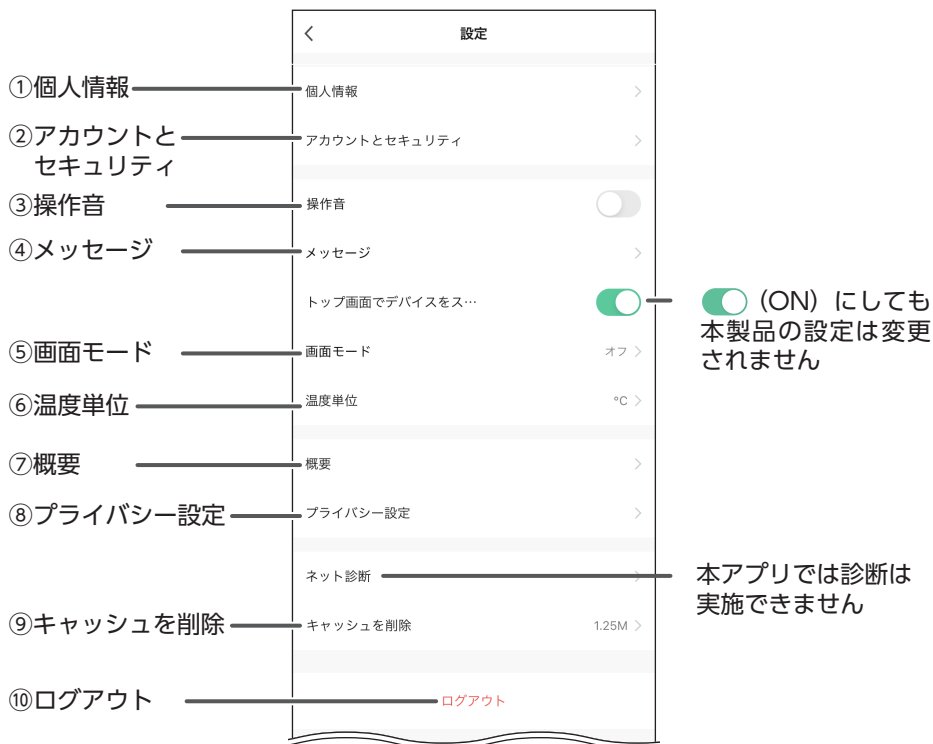 設定
①個人情報
個人情報
②アカウントと
セキュリティ
アカウントとセキュリティ
③操作音
操作音
④メッセージ
メッセージ
トップ画面でデバイスをス…
(ON) にしても
本製品の設定は変更
されません
⑤画面モード
画面モード
オフ
⑥温度単位
温度単位
°C
⑦概要
概要
⑧プライバシー設定
プライバシー設定
ネット診断
本アプリでは診断は
実施できません
⑨キャッシュを削除
キャッシュを削除
1.25M
⑩ログアウト
ログアウト